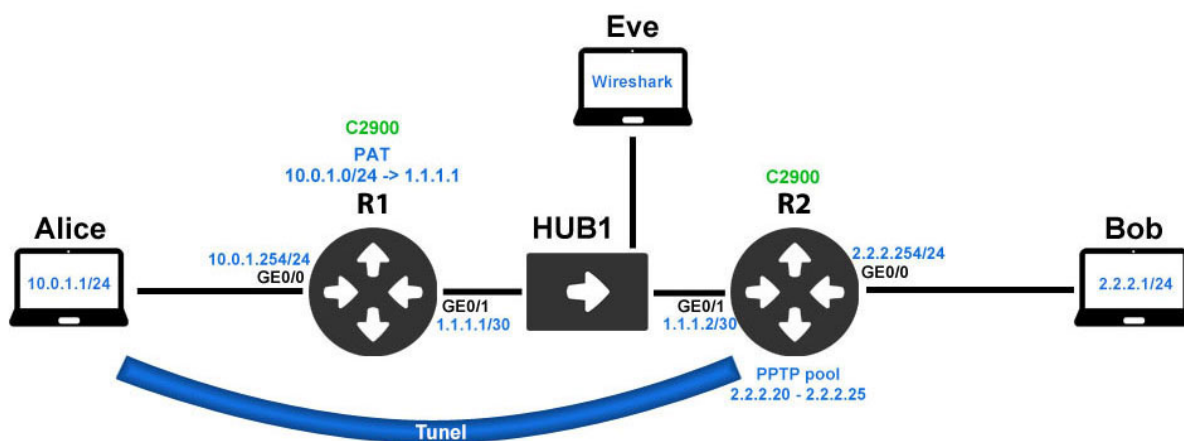 Eve
Wireshark
C2900
PAT
10.0.1.0/24 -> 1.1.1.1
R1
C2900
R2
HUB1
Alice
10.0.1.1/24
10.0.1.254/24
GE0/0
GE0/1
1.1.1.1/30
GE0/1
1.1.1.2/30
2.2.2.254/24
GE0/0
Bob
2.2.2.1/24
PPTP pool
2.2.2.20 - 2.2.2.25
Tunel